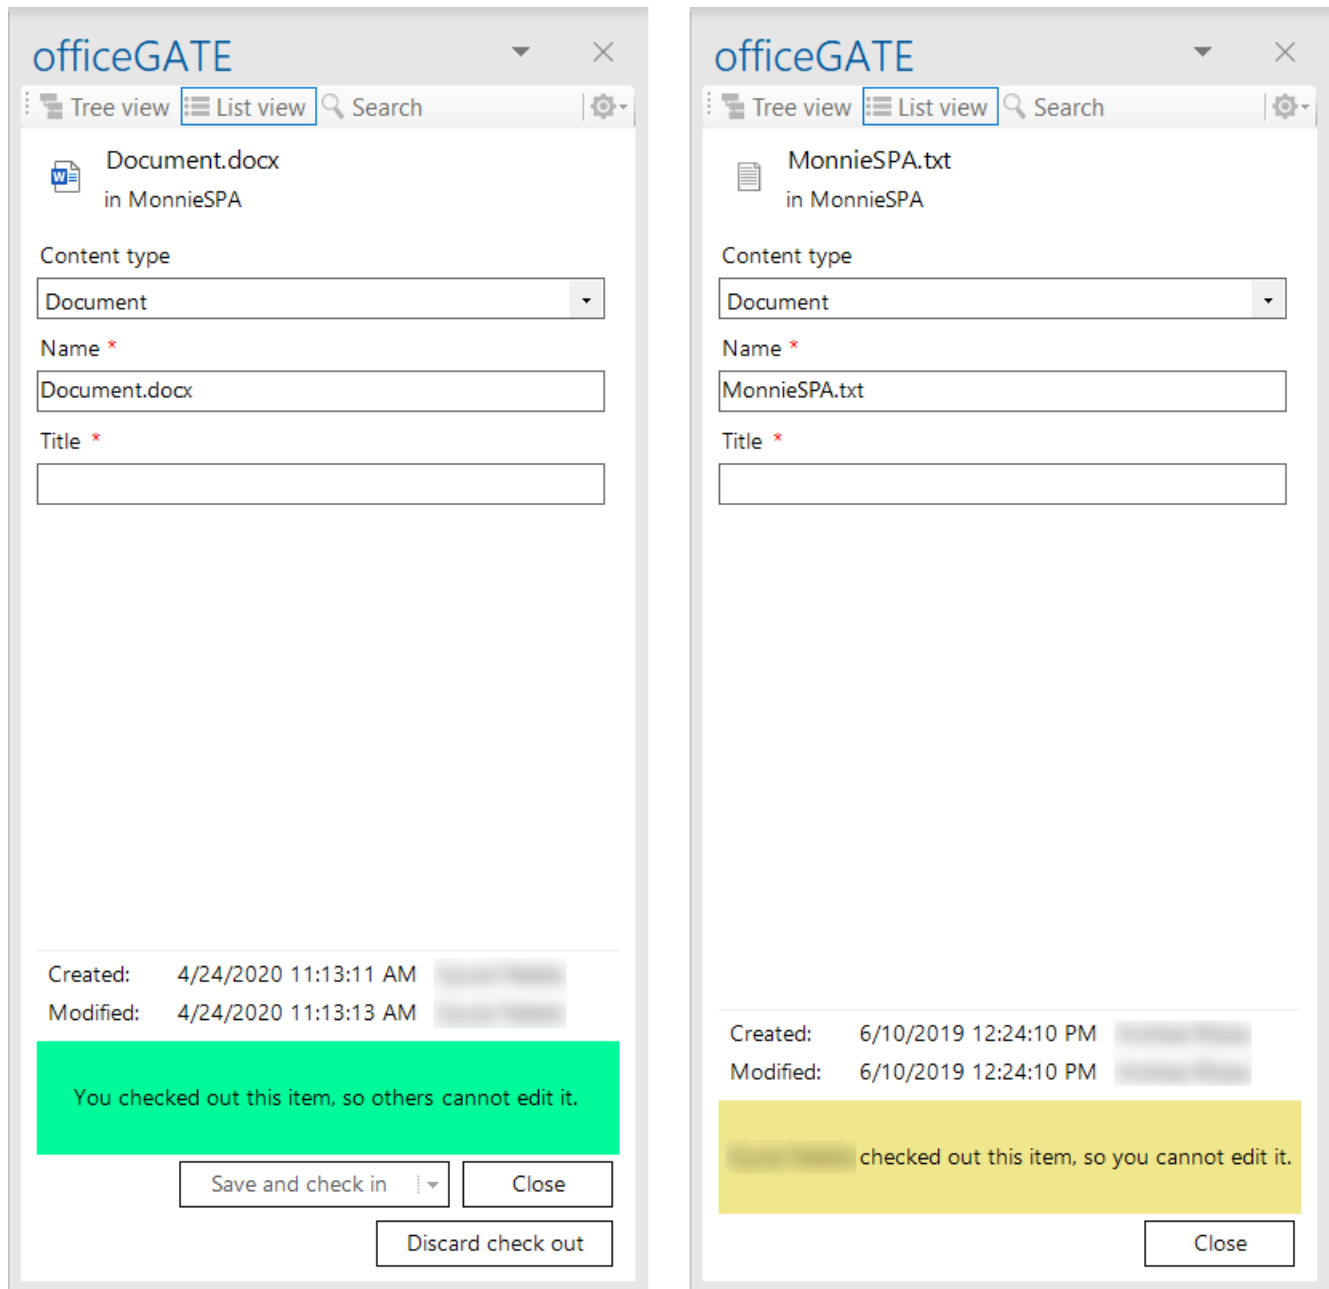 officeGATE
Tree view List view Search
Document.docx
in MonnieSPA
Content type
Document
Name *
Document.docx
Title *
Created: 4/24/2020 11:13:11 AM
Modified: 4/24/2020 11:13:13 AM
You checked out this item, so others cannot edit it.
Save and check in Close
Discard check out
officeGATE
Tree view List view Search
MonnieSPA.txt
in MonnieSPA
Content type
Document
Name *
MonnieSPA.txt
Title *
Created: 6/10/2019 12:24:10 PM
Modified: 6/10/2019 12:24:10 PM
checked out this item, so you cannot edit it.
Close